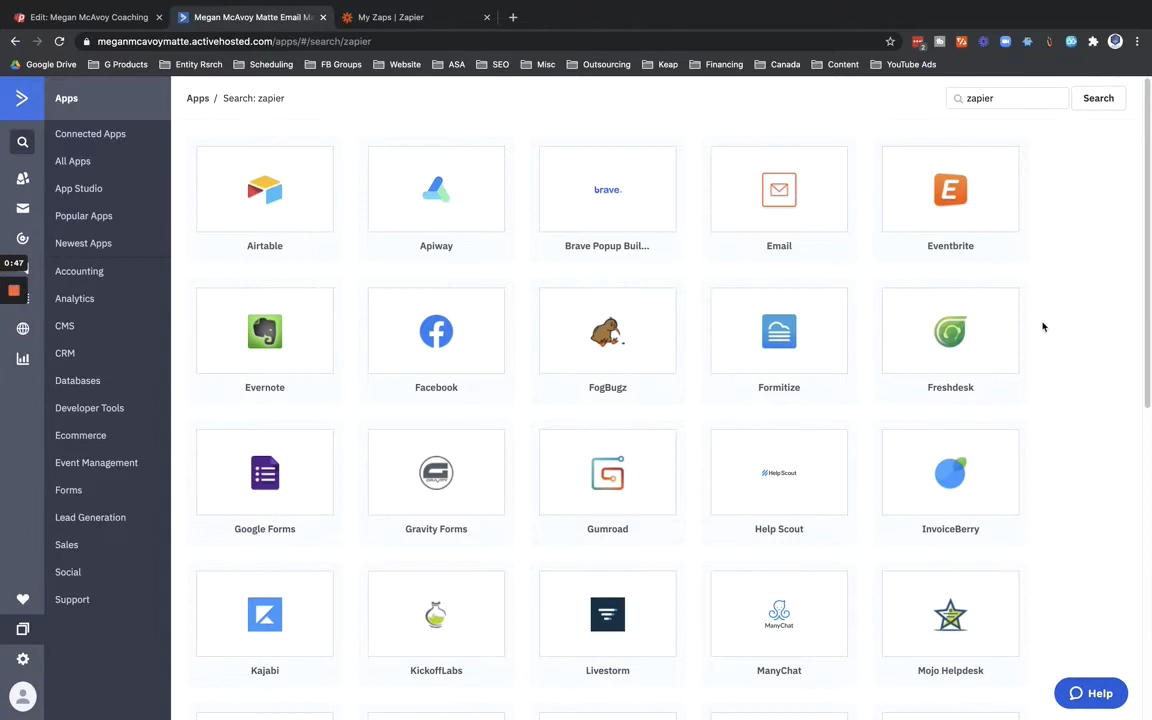 Edit: Megan McAvoy Coaching
Megan McAvoy Matte Email Ma
My Zaps | Zapier
meganmcavoymatte.activehosted.com/apps/#/search/zapier
2
Google Drive
G Products
Entity Rsrch
Scheduling
FB Groups
Website
ASA
SEO
Misc
Outsourcing
Keap
Financing
Canada
Content
YouTube Ads
Apps
Connected Apps
All Apps
App Studio
Popular Apps
Newest Apps
Accounting
Analytics
CMS
CRM
Databases
Developer Tools
Ecommerce
Event Management
Forms
Lead Generation
Sales
Social
Support
0:47
Apps / Search: zapier
zapier
Search
brave.
Airtable
Apiway
Brave Popup Buil...
Email
Eventbrite
Evernote
Facebook
FogBugz
Formitize
Freshdesk
Help Scout
Google Forms
Gravity Forms
Gumroad
Help Scout
InvoiceBerry
ManyChat
Kajabi
KickoffLabs
Livestorm
ManyChat
Mojo Helpdesk
Help